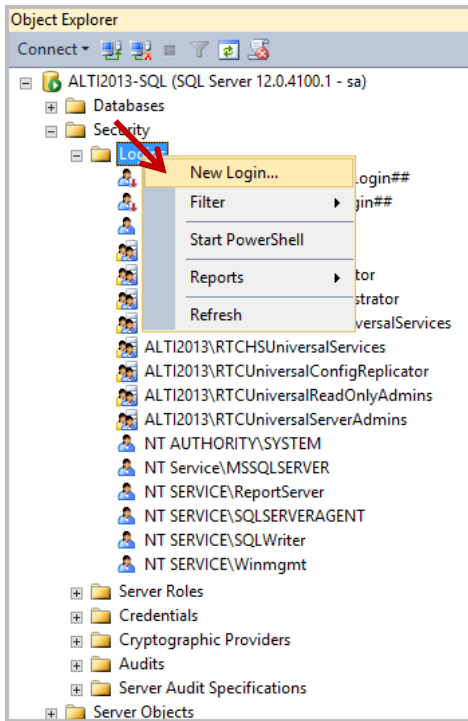 Object Explorer
Connect
ALTI2013-SQL (SQL Server 12.0.4100.1 - sa)
Databases
Security
New Login...
Login##
Filter
gin##
Start PowerShell
Reports
tor
strator
Refresh
versalServices
ALTI2013\RTCHSUniversalServices
ALTI2013\RTCUniversalConfigReplicator
ALTI2013\RTCUniversalReadOnlyAdmins
ALTI2013\RTCUniversalServerAdmins
NT AUTHORITY\SYSTEM
NT Service\MSSQLSERVER
NT SERVICE\ReportServer
NT SERVICE\SQLSERVERAGENT
NT SERVICE\SQLWriter
NT SERVICE\Winmgmt
Server Roles
Credentials
Cryptographic Providers
Audits
Server Audit Specifications
Server Objects